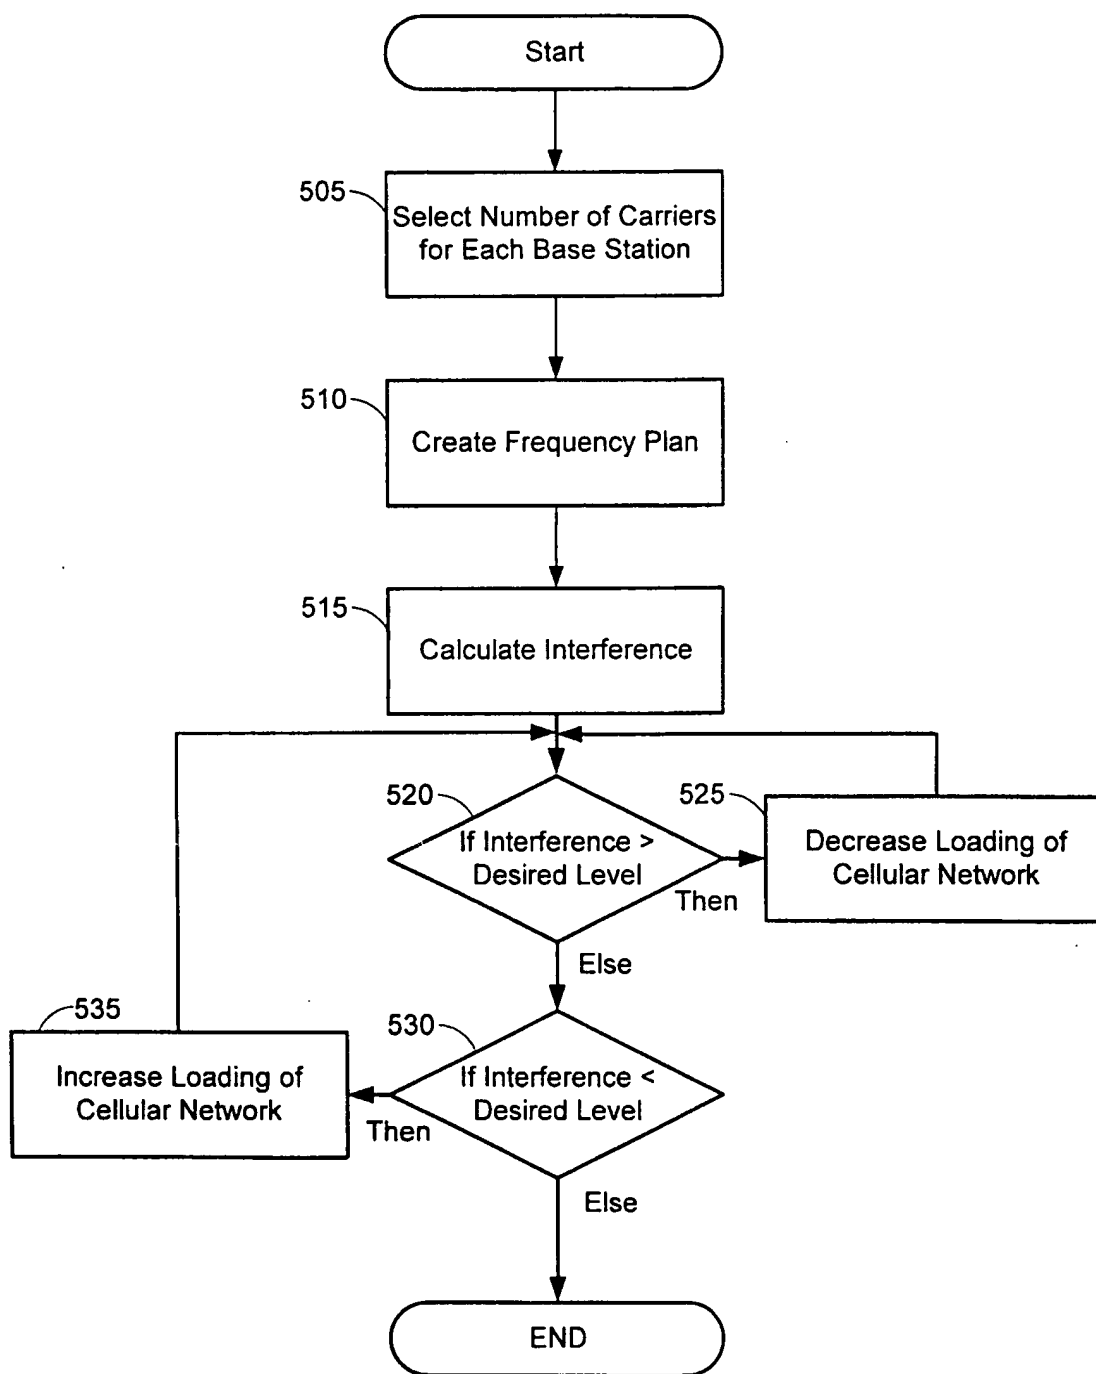 Start
505
Select Number of Carriers
for Each Base Station
510
Create Frequency Plan
515
Calculate Interference
520
If Interference >
Desired Level
Then
525
Decrease Loading of
Cellular Network
Else
535
Increase Loading of
Cellular Network
530
If Interference <
Desired Level
Then
Else
END